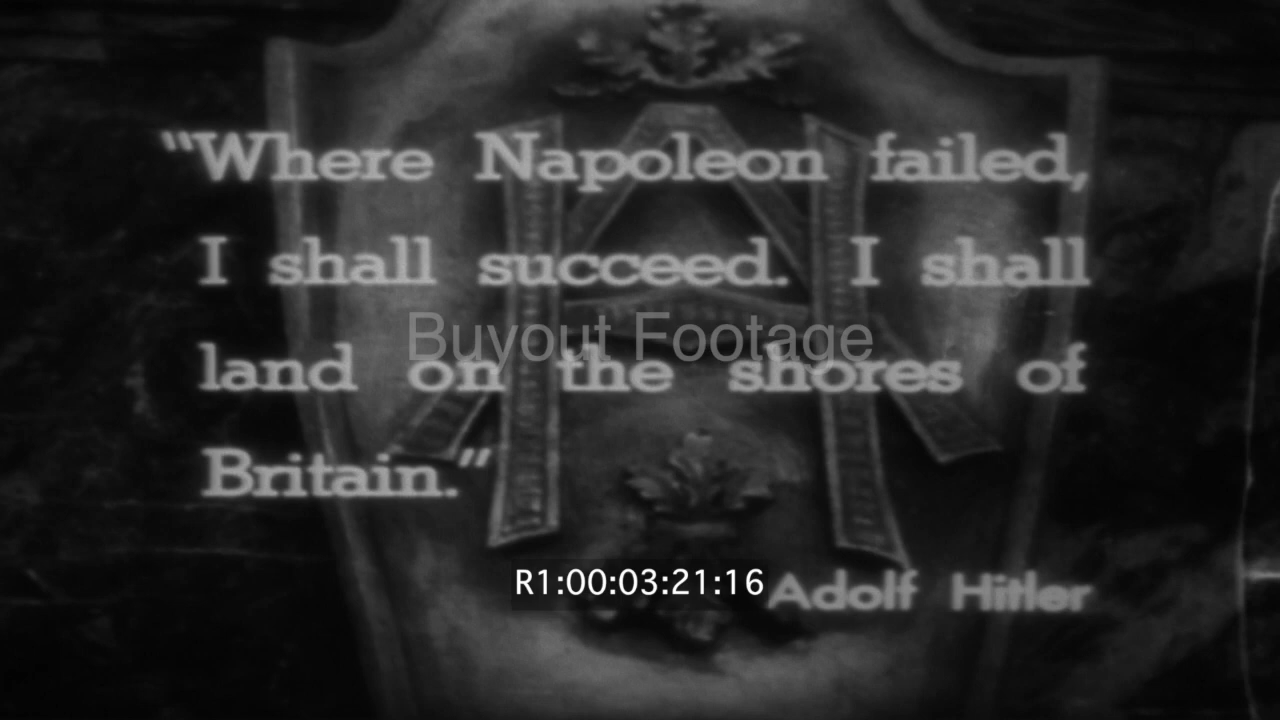 “Where Napoleon failed,
I shall succeed. I shall
Buyout Footage
land on the shores of
Britain.”
R1:00:03:21:16
Adolf Hitler